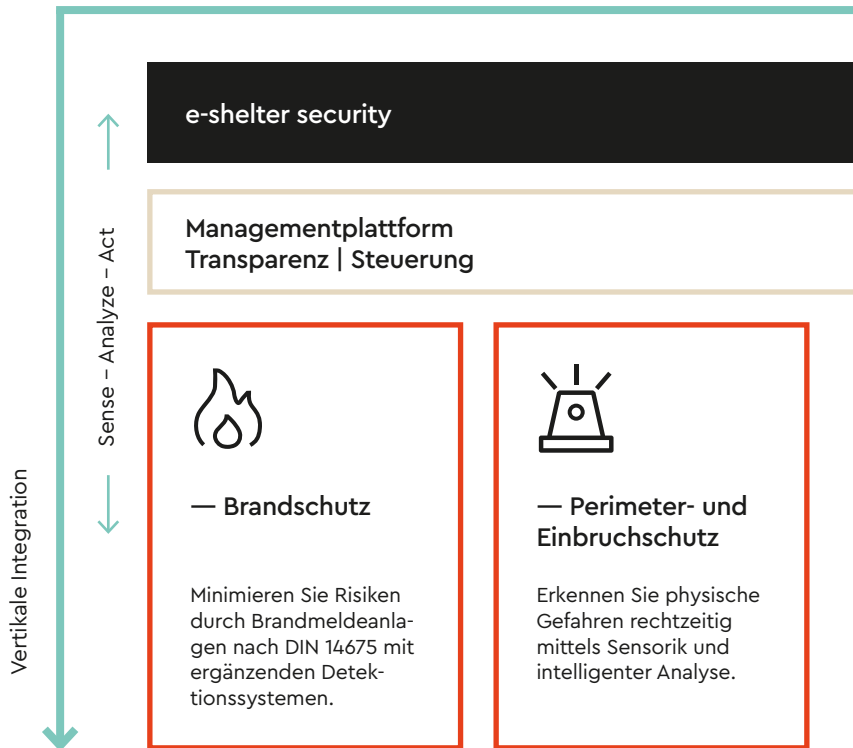 e-shelter security
Managementplattform
Transparenz | Steuerung
Sense – Analyze – Act
Vertikale Integration
— Brandschutz
Minimieren Sie Risiken
durch Brandmeldeanla-
gen nach DIN 14675 mit
ergänzenden Detek-
tionssystemen.
— Perimeter- und
Einbruchschutz
Erkennen Sie physische
Gefahren rechtzeitig
mittels Sensorik und
intelligenter Analyse.